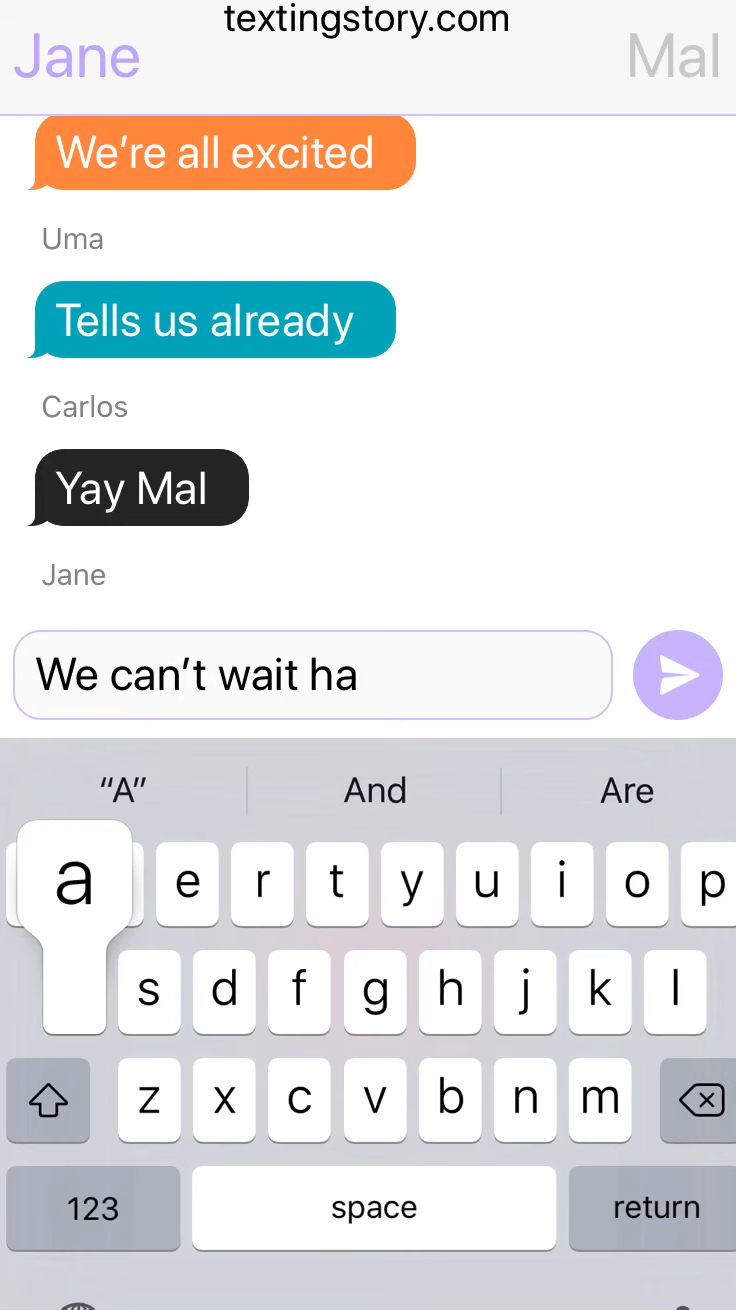 textingstory.com
Jane Mal
We’re all excited
Uma
Tells us already
Carlos
Yay Mal
Jane
We can’t wait ha
“A” And Are
a e r t y u i o p
s d f g h j k l
z x c v b n m
123 space return